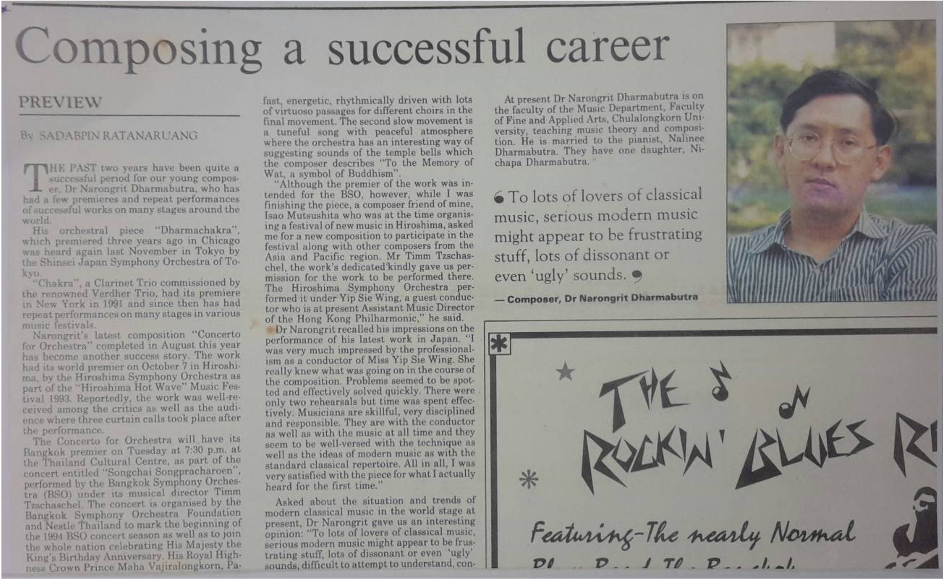 Composing a successful career
PREVIEW
By SADABPIN RATANARUANG
THE PAST two years have been quite a
successful period for our young compos-
er, Dr Narongrit Dharmabutra, who has
had a few premieres and repeat performances
of successful works on many stages around the
world.
His orchestral piece "Dharmachakra",
which premiered three years ago in Chicago
was heard again last November in Tokyo by
the Shinsei Japan Symphony Orchestra of To-
kyo.
"Chakra", a Clarinet Trio commissioned by
the renowned Verdher Trio, had its premiere
in New York in 1991 and since then has had
repeat performances on many stages in various
music festivals.
Narongrit's latest composition "Concerto
for Orchestra" completed in August this year
has become another success story. The work
had its world premier on October 7 in Hiroshi-
ma, by the Hiroshima Symphony Orchestra as
part of the "Hiroshima Hot Wave" Music Fes-
tival 1993. Reportedly, the work was well-re-
ceived among the critics as well as the audi-
ence where three curtain calls took place after
the performance.
The Concerto for Orchestra will have its
Bangkok premier on Tuesday at 7:30 p.m. at
the Thailand Cultural Centre, as part of the
concert entitled "Songchai Songcharoen",
performed by the Bangkok Symphony Orches-
tra (BSO) under its musical director Timm
Tzschaschel. The concert is organised by the
Bangkok Symphony Orchestra Foundation
and Nestle Thailand to mark the beginning of
the 1994 BSO concert season as well as to join
the whole nation celebrating His Majesty the
King's Birthday Anniversary. His Royal High-
ness Crown Prince Maha Vajiralongkorn, Pa-
fast, energetic, rhythmically driven with lots
of virtuoso passages for different choirs in the
final movement. The second slow movement is
a tuneful song with peaceful atmosphere
where the orchestra has an interesting way of
suggesting sounds of the temple bells which
the composer describes "To the Memory of
Wat, a symbol of Buddhism".
"Although the premier of the work was in-
tended for the BSO, however, while I was
finishing the piece, a composer friend of mine,
Isao Mutsushita who was at the time organis-
ing a festival of new music in Hiroshima, asked
me for a new composition to participate in the
festival along with other composers from the
Asia and Pacific region. Mr Timm Tzschas-
chel, the work's dedicated kindly gave us per-
mission for the work to be performed there.
The Hiroshima Symphony Orchestra per-
formed it under Yip Sie Wing, a guest conduc-
tor who is at present Assistant Music Director
of the Hong Kong Philharmonic," he said.
Dr Narongrit recalled his impressions on the
performance of his latest work in Japan. "I
was very much impressed by the professional-
ism as a conductor of Miss Yip Sie Wing. She
really knew what was going on in the course of
the composition. Problems seemed to be spot-
ted and effectively solved quickly. There were
only two rehearsals but time was spent effec-
tively. Musicians are skillful, very disciplined
and responsible. They are with the conductor
as well as with the music at all time and they
seem to be well-versed with the technique as
well as the ideas of modern music as with the
standard classical repertoire. All in all, I was
very satisfied with the piece for what I actually
heard for the first time."
Asked about the situation and trends of
modern classical music in the world stage at
present, Dr Narongrit gave us an interesting
opinion: "To lots of lovers of classical music,
serious modern music might appear to be frus-
trating stuff, lots of dissonant or even 'ugly'
sounds, difficult to attempt to understand, con-
At present Dr Narongrit Dharmabutra is on
the faculty of the Music Department, Faculty
of Fine and Applied Arts, Chulalongkorn Uni-
versity, teaching music theory and composi-
tion. He is married to the pianist, Nalinee
Dharmabutra. They have one daughter, Ni-
chapa Dharmabutra.
❛ To lots of lovers of classical
music, serious modern music
might appear to be frustrating
stuff, lots of dissonant or
even 'ugly' sounds. ❜
— Composer, Dr Narongrit Dharmabutra
THE
ROCKIN' BLUES
Featuring-The nearly Normal